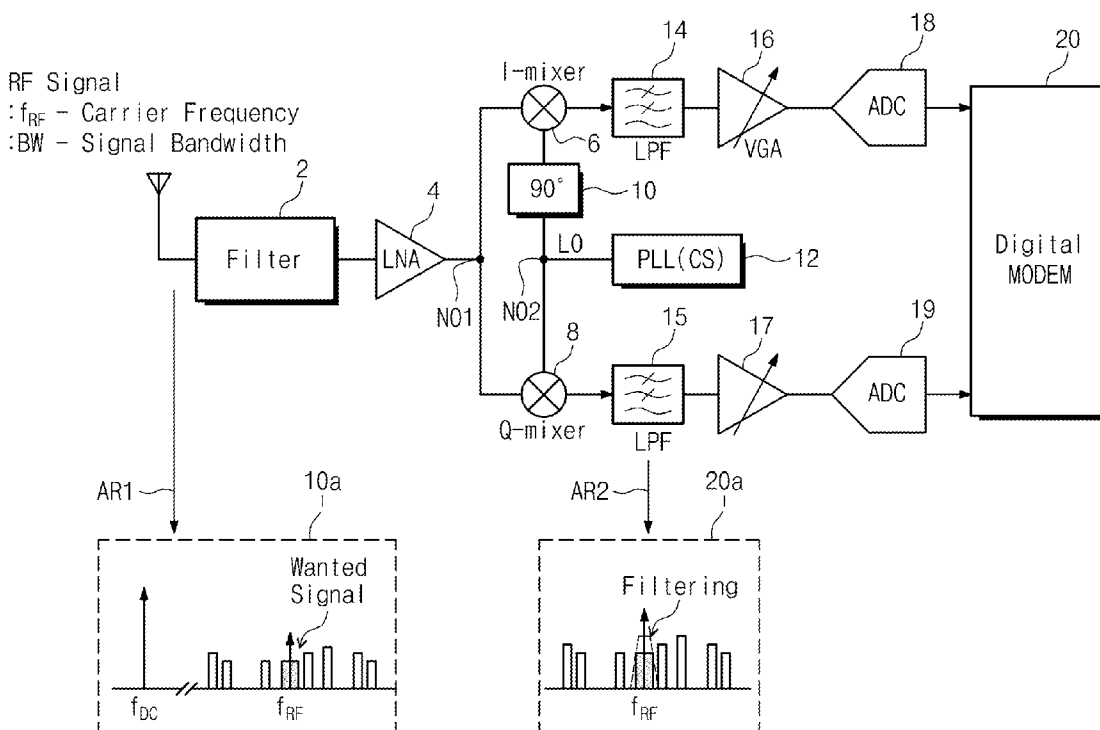 RF Signal
:fRF - Carrier Frequency
:BW - Signal Bandwidth
2
Filter
4
LNA
NO1
I-mixer
6
90°
10
LO
NO2
PLL(CS)
12
8
Q-mixer
14
LPF
16
VGA
18
ADC
20
Digital
MODEM
15
LPF
17
19
ADC
AR1
10a
Wanted
Signal
fDC
fRF
AR2
20a
Filtering
fRF